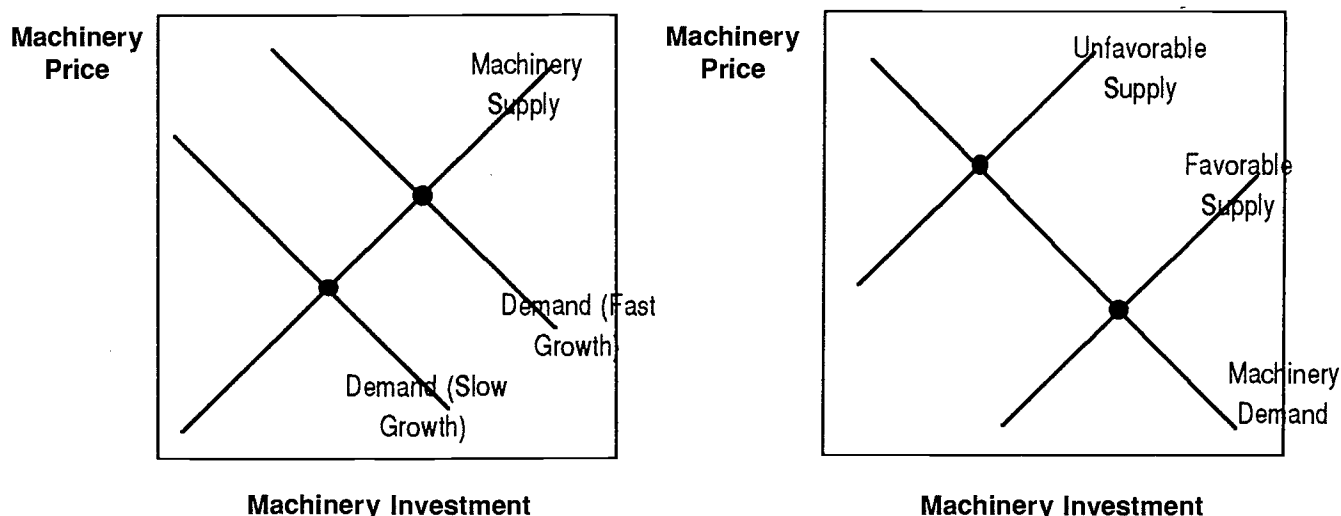 Machinery
Price
Machinery
Supply
Demand (Fast
Growth)
Demand (Slow
Growth)
Machinery Investment
Machinery
Price
Unfavorable
Supply
Favorable
Supply
Machinery
Demand
Machinery Investment